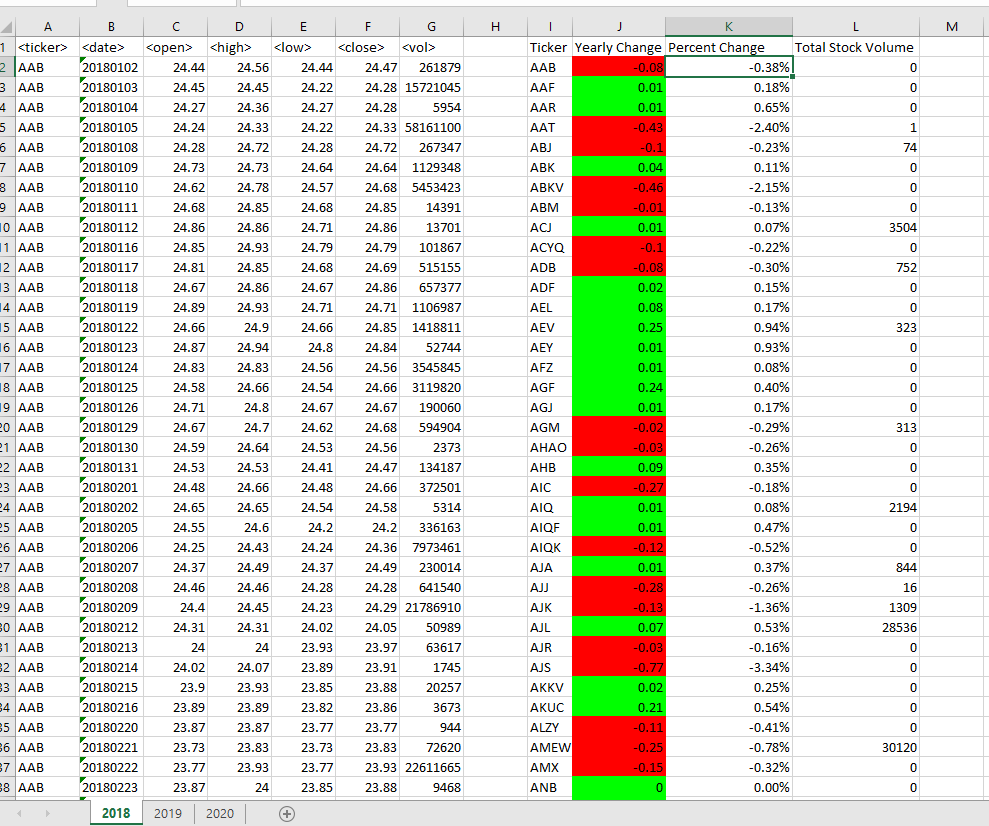 A B C D E F G H I J K L M
1 <ticker> <date> <open> <high> <low> <close> <vol> Ticker Yearly Change Percent Change Total Stock Volume
2 AAB 20180102 24.44 24.56 24.44 24.47 261879 AAB -0.08 -0.38% 0
3 AAB 20180103 24.45 24.45 24.22 24.28 15721045 AAF 0.01 0.18% 0
4 AAB 20180104 24.27 24.36 24.27 24.28 5954 AAR 0.01 0.65% 0
5 AAB 20180105 24.24 24.33 24.22 24.33 58161100 AAT -0.43 -2.40% 1
6 AAB 20180108 24.28 24.72 24.28 24.72 267347 ABJ -0.1 -0.23% 74
7 AAB 20180109 24.73 24.73 24.64 24.64 1129348 ABK 0.04 0.11% 0
8 AAB 20180110 24.62 24.78 24.57 24.68 5453423 ABKV -0.46 -2.15% 0
9 AAB 20180111 24.68 24.85 24.68 24.85 14391 ABM -0.01 -0.13% 0
10 AAB 20180112 24.86 24.86 24.71 24.86 13701 ACJ 0.01 0.07% 3504
11 AAB 20180116 24.85 24.93 24.79 24.79 101867 ACYQ -0.1 -0.22% 0
12 AAB 20180117 24.81 24.85 24.68 24.69 515155 ADB -0.08 -0.30% 752
13 AAB 20180118 24.67 24.86 24.67 24.86 657377 ADF 0.02 0.15% 0
14 AAB 20180119 24.89 24.93 24.71 24.71 1106987 AEL 0.08 0.17% 0
15 AAB 20180122 24.66 24.9 24.66 24.85 1418811 AEV 0.25 0.94% 323
16 AAB 20180123 24.87 24.94 24.8 24.84 52744 AEY 0.01 0.93% 0
17 AAB 20180124 24.83 24.83 24.56 24.56 3545845 AFZ 0.01 0.08% 0
18 AAB 20180125 24.58 24.66 24.54 24.66 3119820 AGF 0.24 0.40% 0
19 AAB 20180126 24.71 24.8 24.67 24.67 190060 AGJ 0.01 0.17% 0
20 AAB 20180129 24.67 24.7 24.62 24.68 594904 AGM -0.02 -0.29% 313
21 AAB 20180130 24.59 24.64 24.53 24.56 2373 AHAO -0.03 -0.26% 0
22 AAB 20180131 24.53 24.53 24.41 24.47 134187 AHB 0.09 0.35% 0
23 AAB 20180201 24.48 24.66 24.48 24.66 372501 AIC -0.27 -0.18% 0
24 AAB 20180202 24.65 24.65 24.54 24.58 5314 AIQ 0.01 0.08% 2194
25 AAB 20180205 24.55 24.6 24.2 24.2 336163 AIQF 0.01 0.47% 0
26 AAB 20180206 24.25 24.43 24.24 24.36 7973461 AIQK -0.12 -0.52% 0
27 AAB 20180207 24.37 24.49 24.37 24.49 230014 AJA 0.01 0.37% 844
28 AAB 20180208 24.46 24.46 24.28 24.28 641540 AJJ -0.28 -0.26% 16
29 AAB 20180209 24.4 24.45 24.23 24.29 21786910 AJK -0.13 -1.36% 1309
30 AAB 20180212 24.31 24.31 24.02 24.05 50989 AJL 0.07 0.53% 28536
31 AAB 20180213 24 24 23.93 23.97 63617 AJR -0.03 -0.16% 0
32 AAB 20180214 24.02 24.07 23.89 23.91 1745 AJS -0.77 -3.34% 0
33 AAB 20180215 23.9 23.93 23.85 23.88 20257 AKKV 0.02 0.25% 0
34 AAB 20180216 23.89 23.89 23.82 23.86 3673 AKUC 0.21 0.54% 0
35 AAB 20180220 23.87 23.87 23.77 23.77 944 ALZY -0.11 -0.41% 0
36 AAB 20180221 23.73 23.83 23.73 23.83 72620 AMEW -0.25 -0.78% 30120
37 AAB 20180222 23.77 23.93 23.77 23.93 22611665 AMX -0.15 -0.32% 0
38 AAB 20180223 23.87 24 23.85 23.88 9468 ANB 0 0.00% 0
2018 2019 2020